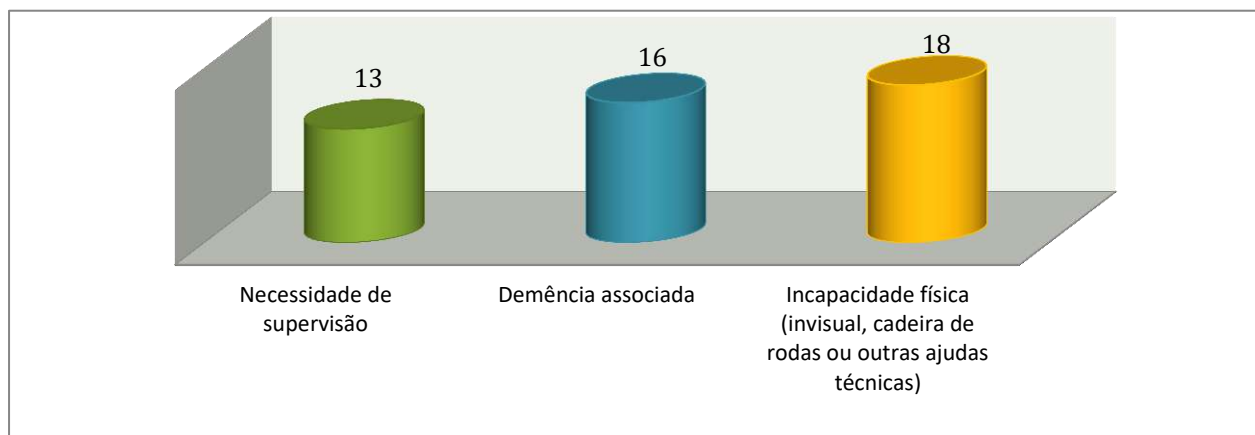 13
16
18
Necessidade de
supervisão
Demência associada
Incapacidade física
(invisual, cadeira de
rodas ou outras ajudas
técnicas)